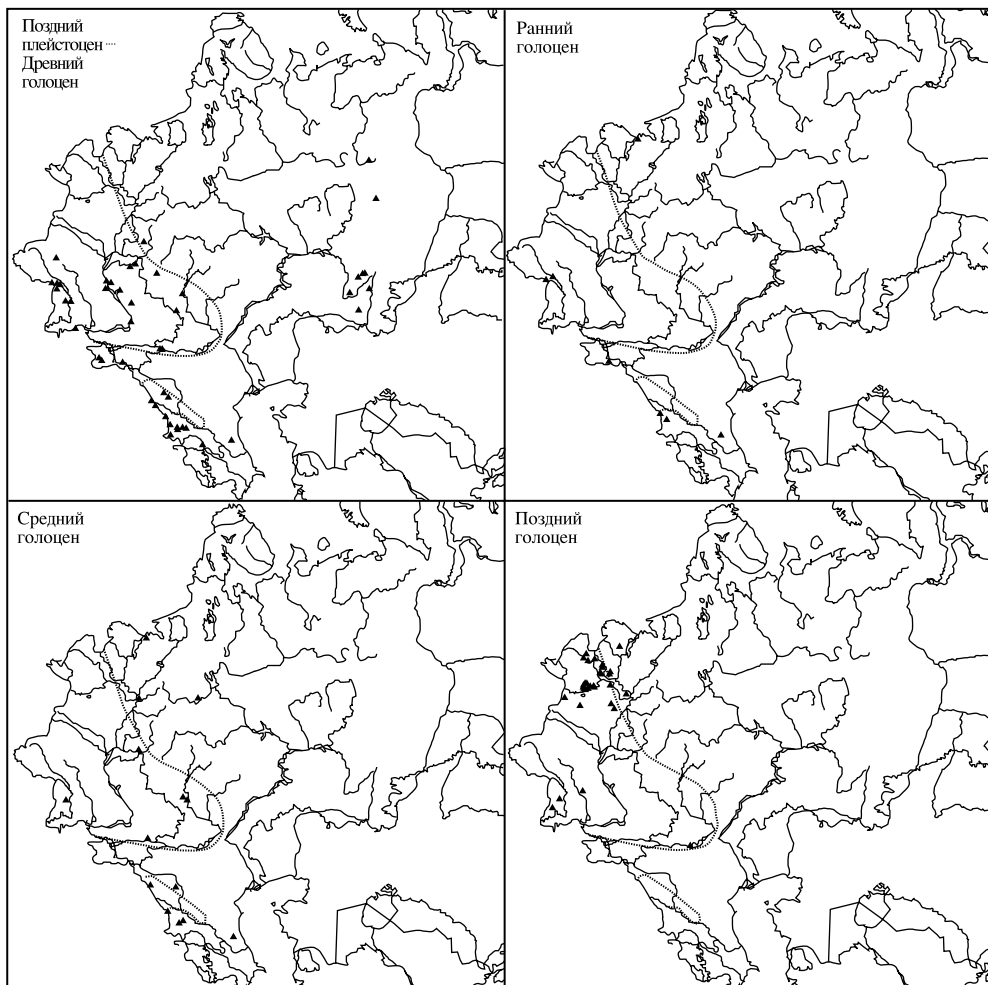 Поздний
плейстоцен
Древний
голоцен
Ранний
голоцен
Средний
голоцен
Поздний
голоцен